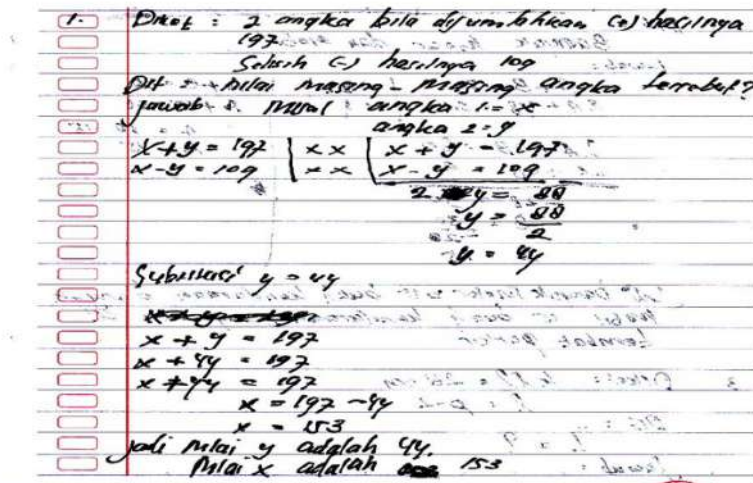 1. Diket : 2 angka bila dijumlahkan (+) hasilnya
197
Selisih (-) hasilnya 109
Dit : Nilai masing-masing angka tersebut?
Jawab : Misal angka 1 = x
angka 2 = y
x + y = 197 | x x | x + y = 197
x - y = 109 | x x | x - y = 109
2 y = 88
y = 88
2
y = 44
Subsitusi y = 44
x + y = 197
x + 44 = 197
x + 44 = 197
x = 197 - 44
x = 153
Jadi nilai y adalah 44.
Nilai x adalah 153